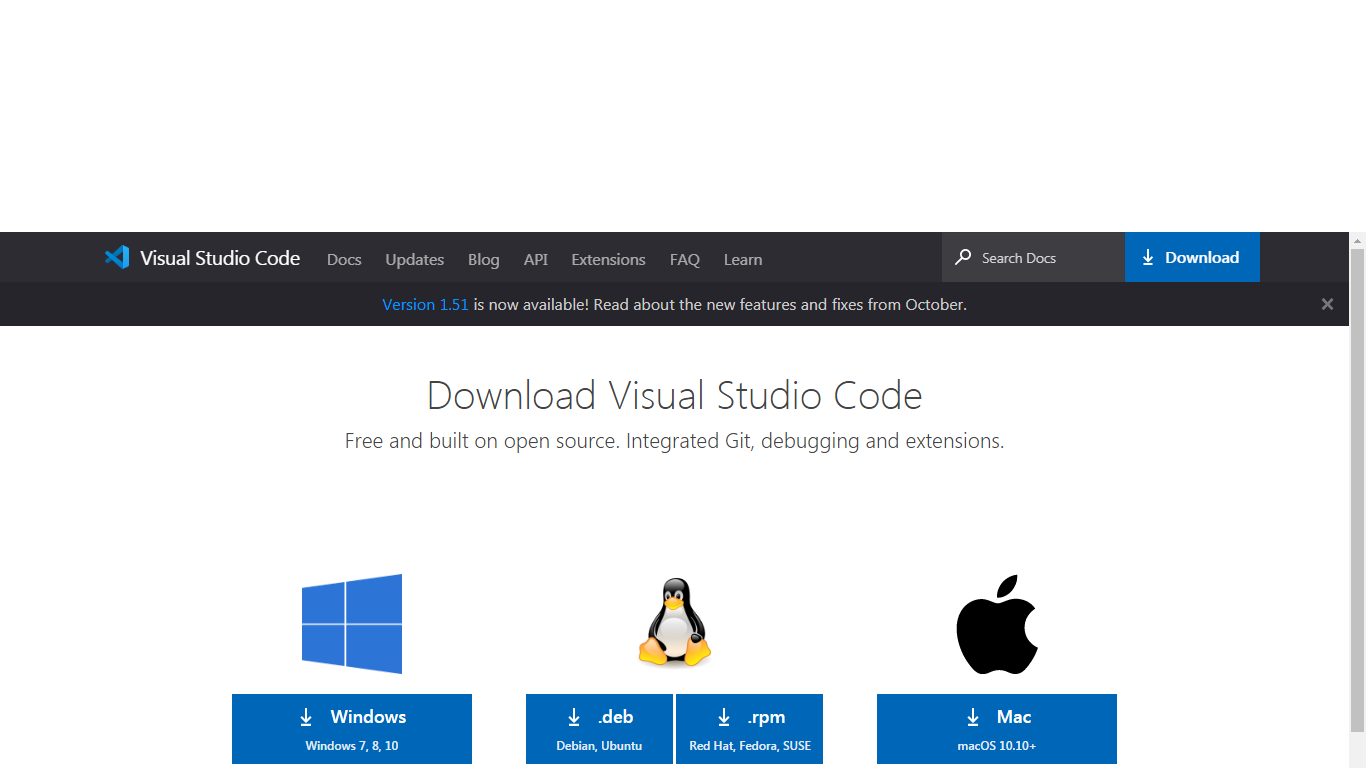 Visual Studio Code Docs Updates Blog API Extensions FAQ Learn Search Docs Download
Version 1.51 is now available! Read about the new features and fixes from October.
Download Visual Studio Code
Free and built on open source. Integrated Git, debugging and extensions.
Windows
Windows 7, 8, 10
.deb
Debian, Ubuntu
.rpm
Red Hat, Fedora, SUSE
Mac
macOS 10.10+